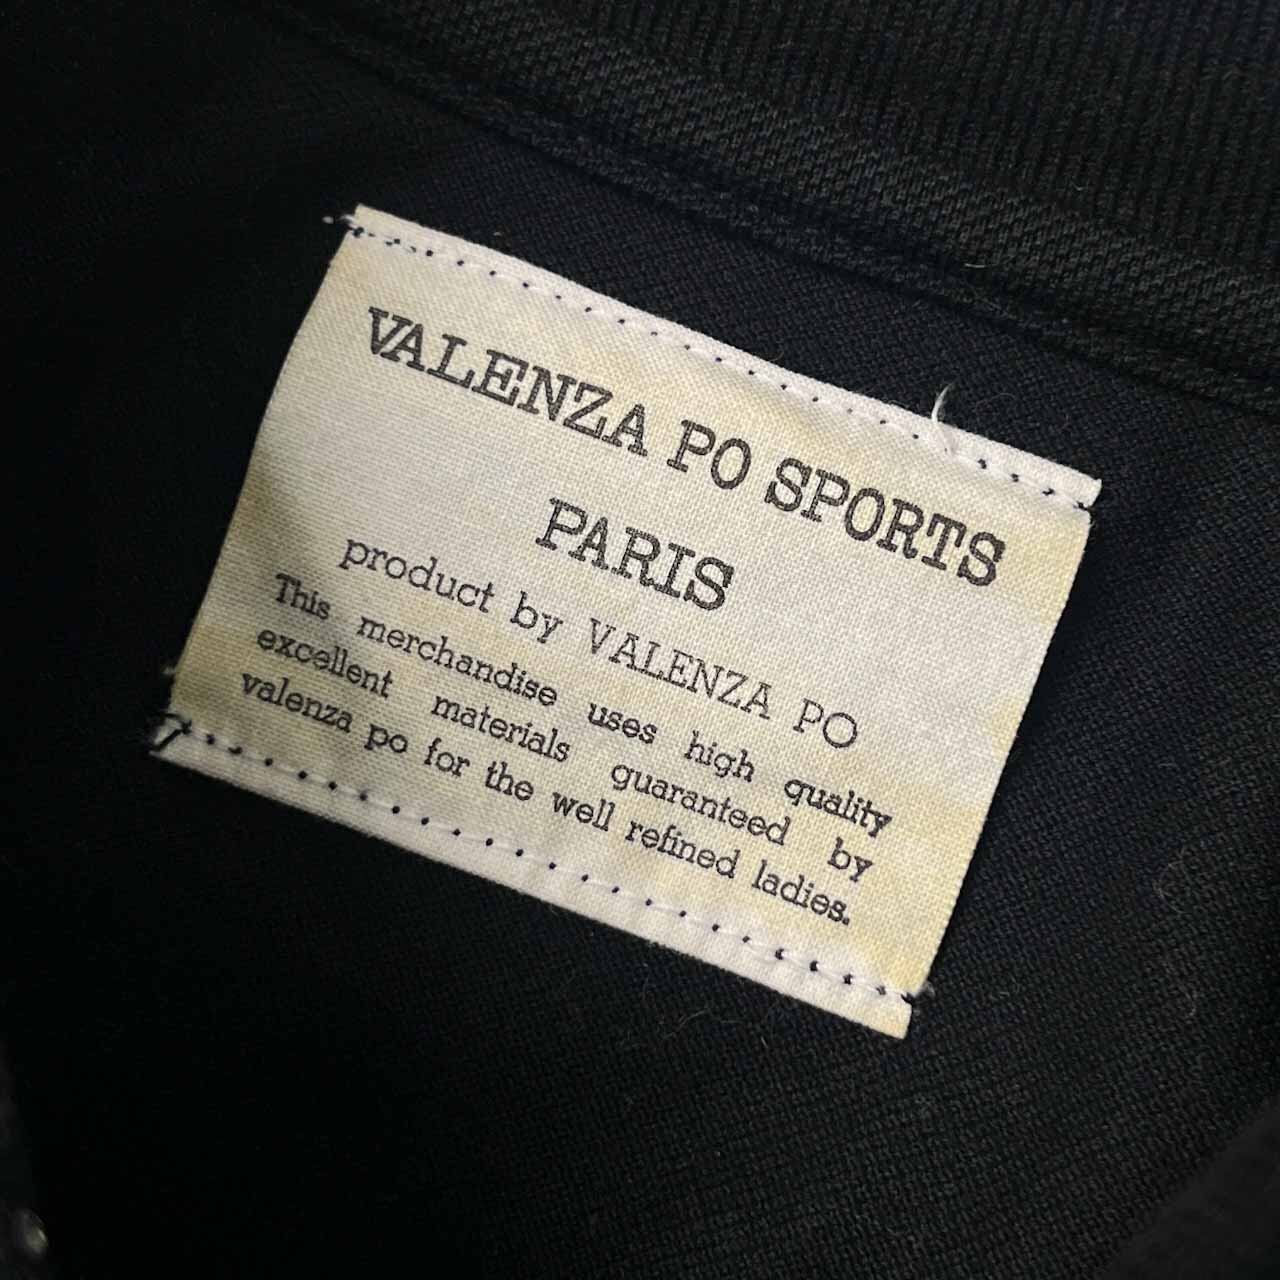 VALENZA PO SPORTS
PARIS
product by VALENZA PO
This merchandise uses high quality
excellent materials guaranteed by
valenza po for the well refined ladies.